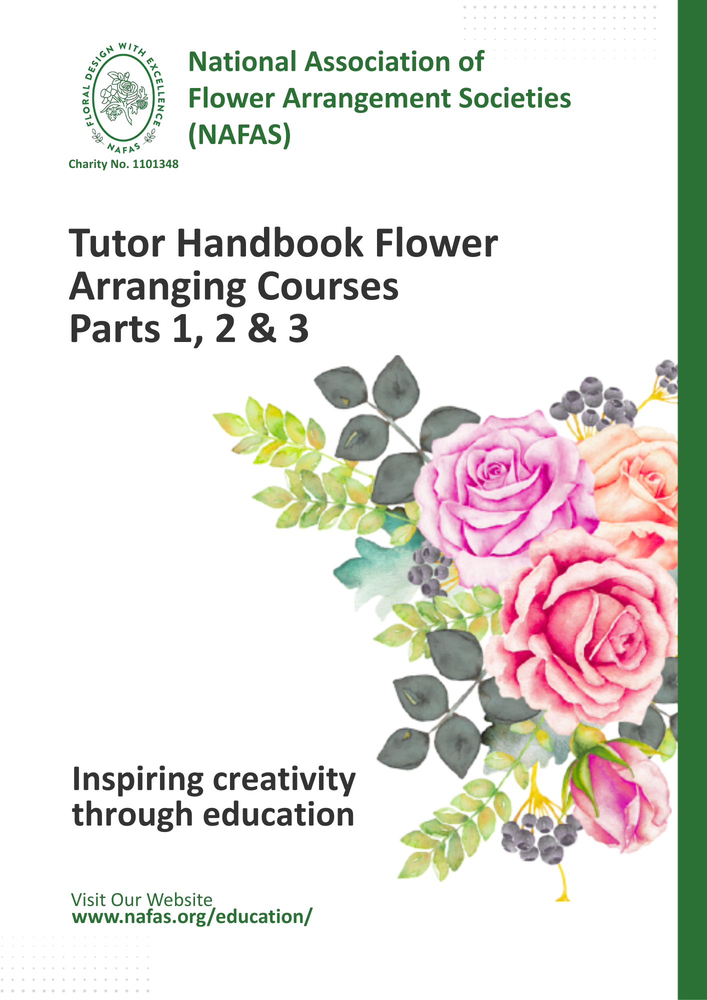 FLORAL DESIGN WITH EXCELLENCE
NAFAS
Charity No. 1101348
National Association of
Flower Arrangement Societies
(NAFAS)
Tutor Handbook Flower
Arranging Courses
Parts 1, 2 & 3
Inspiring creativity
through education
Visit Our Website
www.nafas.org/education/